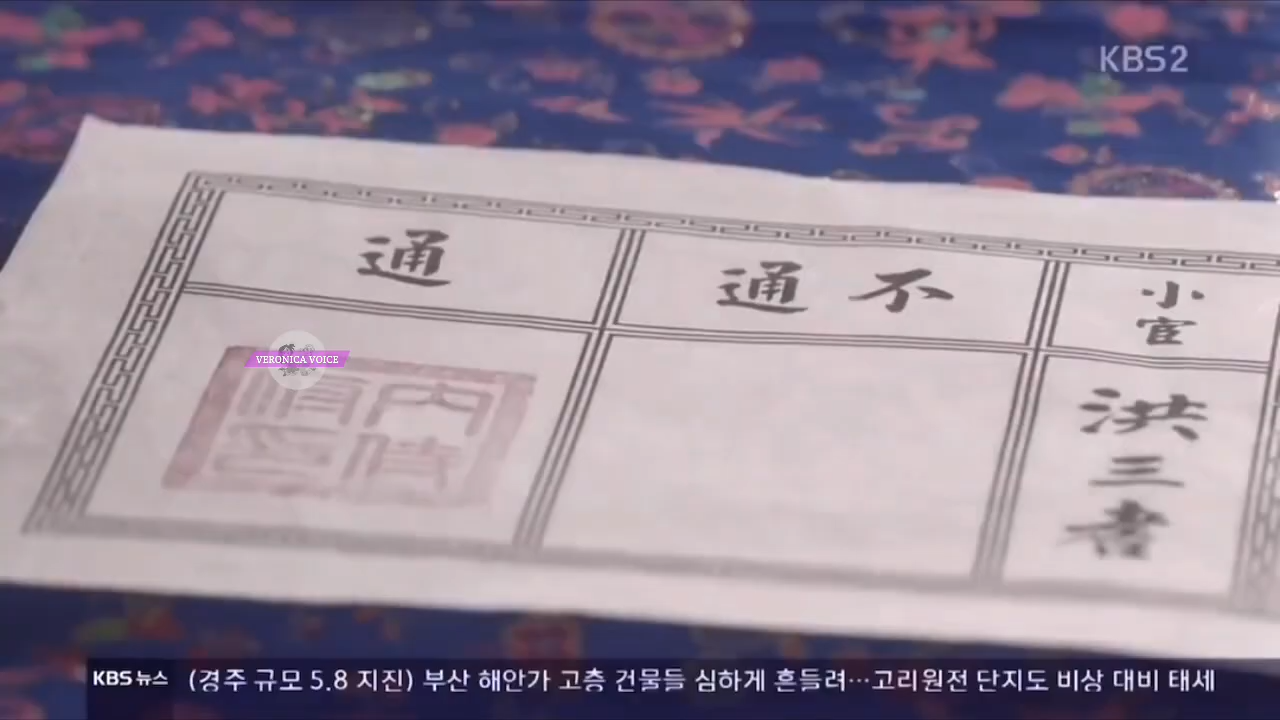 KBS2
小
宦
不通
通
洪
三
者
VERONICA VOICE
KBS 뉴스 (경주 규모 5.8 지진) 부산 해안가 고층 건물들 심하게 흔들려…고리원전 단지도 비상 대비 태세